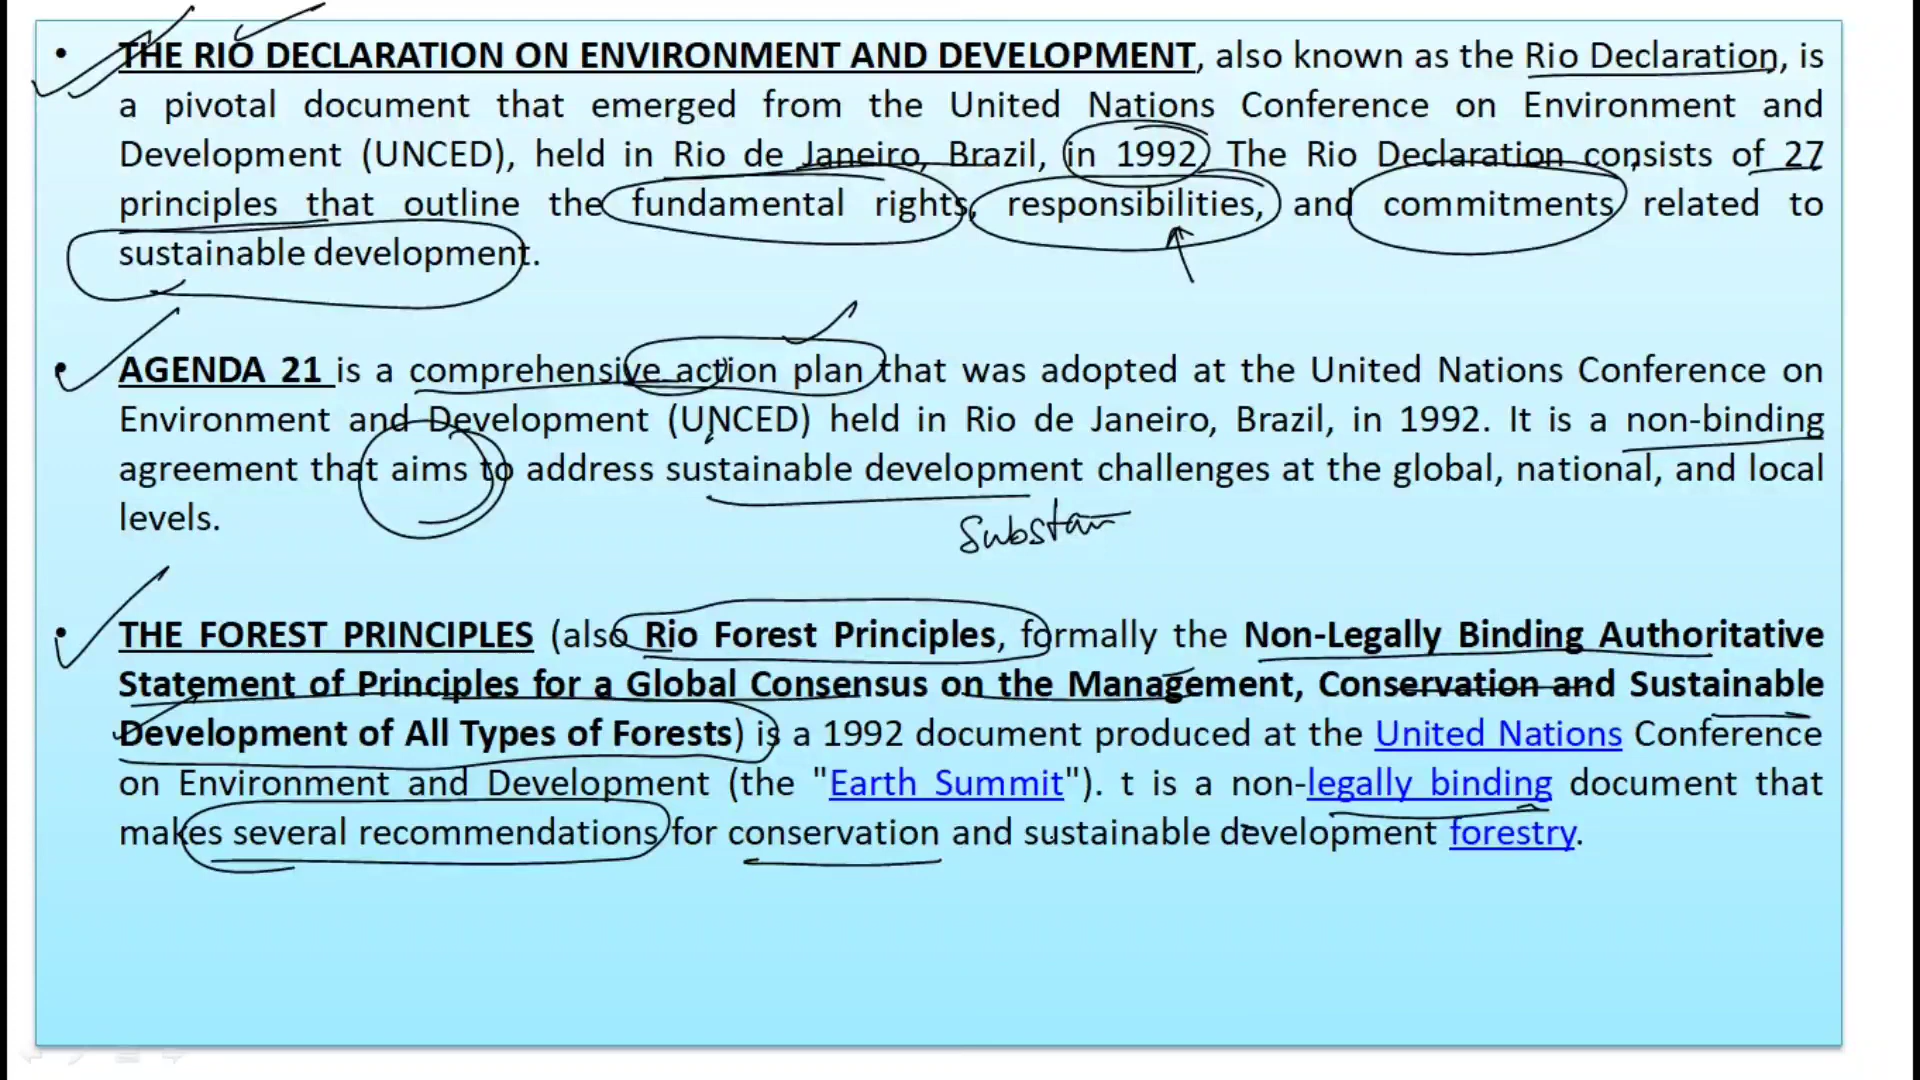 • THE RIO DECLARATION ON ENVIRONMENT AND DEVELOPMENT, also known as the Rio Declaration, is
a pivotal document that emerged from the United Nations Conference on Environment and
Development (UNCED), held in Rio de Janeiro, Brazil, in 1992. The Rio Declaration consists of 27
principles that outline the fundamental rights, responsibilities, and commitments related to
sustainable development.
• AGENDA 21 is a comprehensive action plan that was adopted at the United Nations Conference on
Environment and Development (UNCED) held in Rio de Janeiro, Brazil, in 1992. It is a non-binding
agreement that aims to address sustainable development challenges at the global, national, and local
levels.
Substan
• THE FOREST PRINCIPLES (also Rio Forest Principles, formally the Non-Legally Binding Authoritative
Statement of Principles for a Global Consensus on the Management, Conservation and Sustainable
Development of All Types of Forests) is a 1992 document produced at the United Nations Conference
on Environment and Development (the "Earth Summit"). t is a non-legally binding document that
makes several recommendations for conservation and sustainable development forestry.